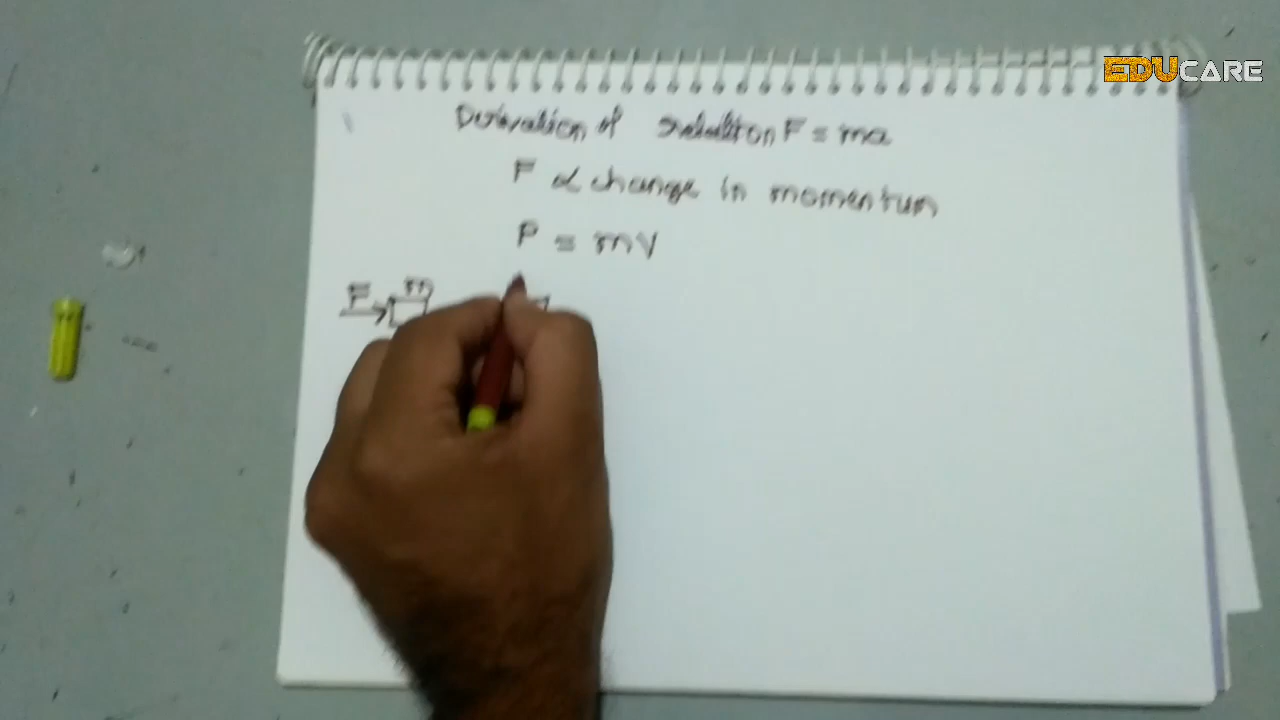 EDUCARE
Derivation of relation F = ma
F ∝ change in momentum
P = mv
F m